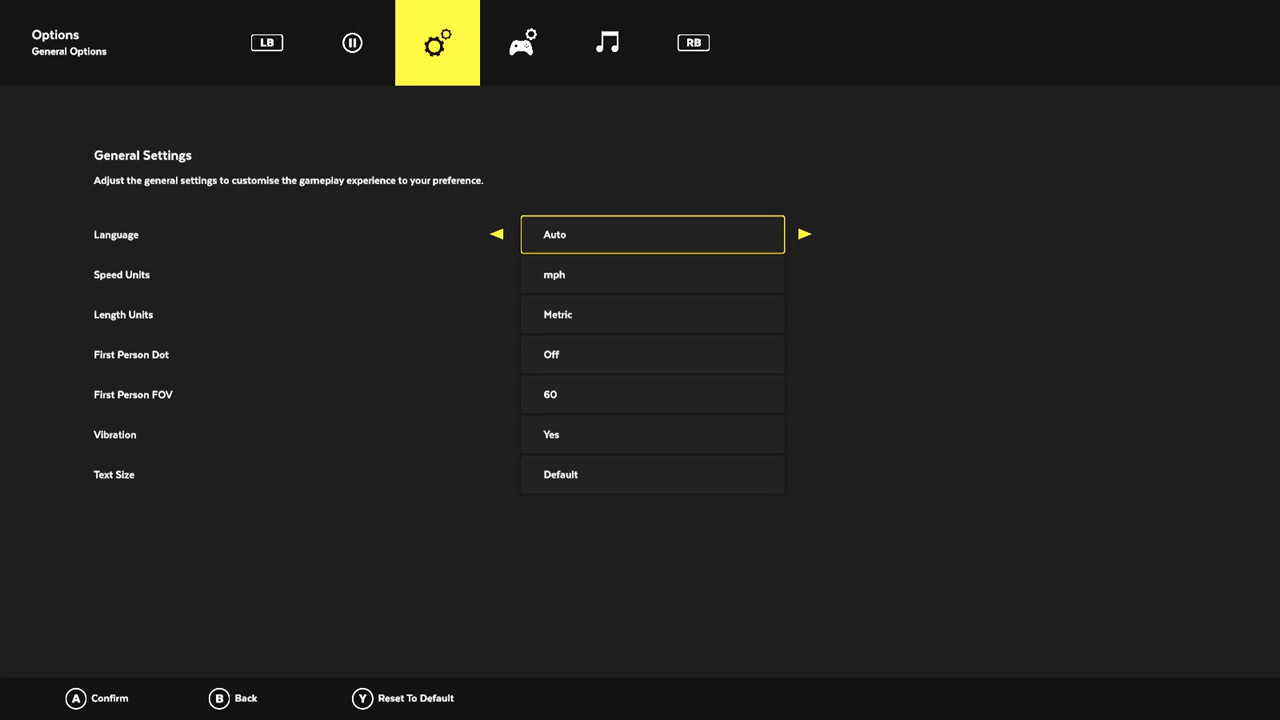 Options
General Options
LB
RB
General Settings
Adjust the general settings to customise the gameplay experience to your preference.
Language Auto
Speed Units mph
Length Units Metric
First Person Dot Off
First Person FOV 60
Vibration Yes
Text Size Default
A Confirm B Back Y Reset To Default